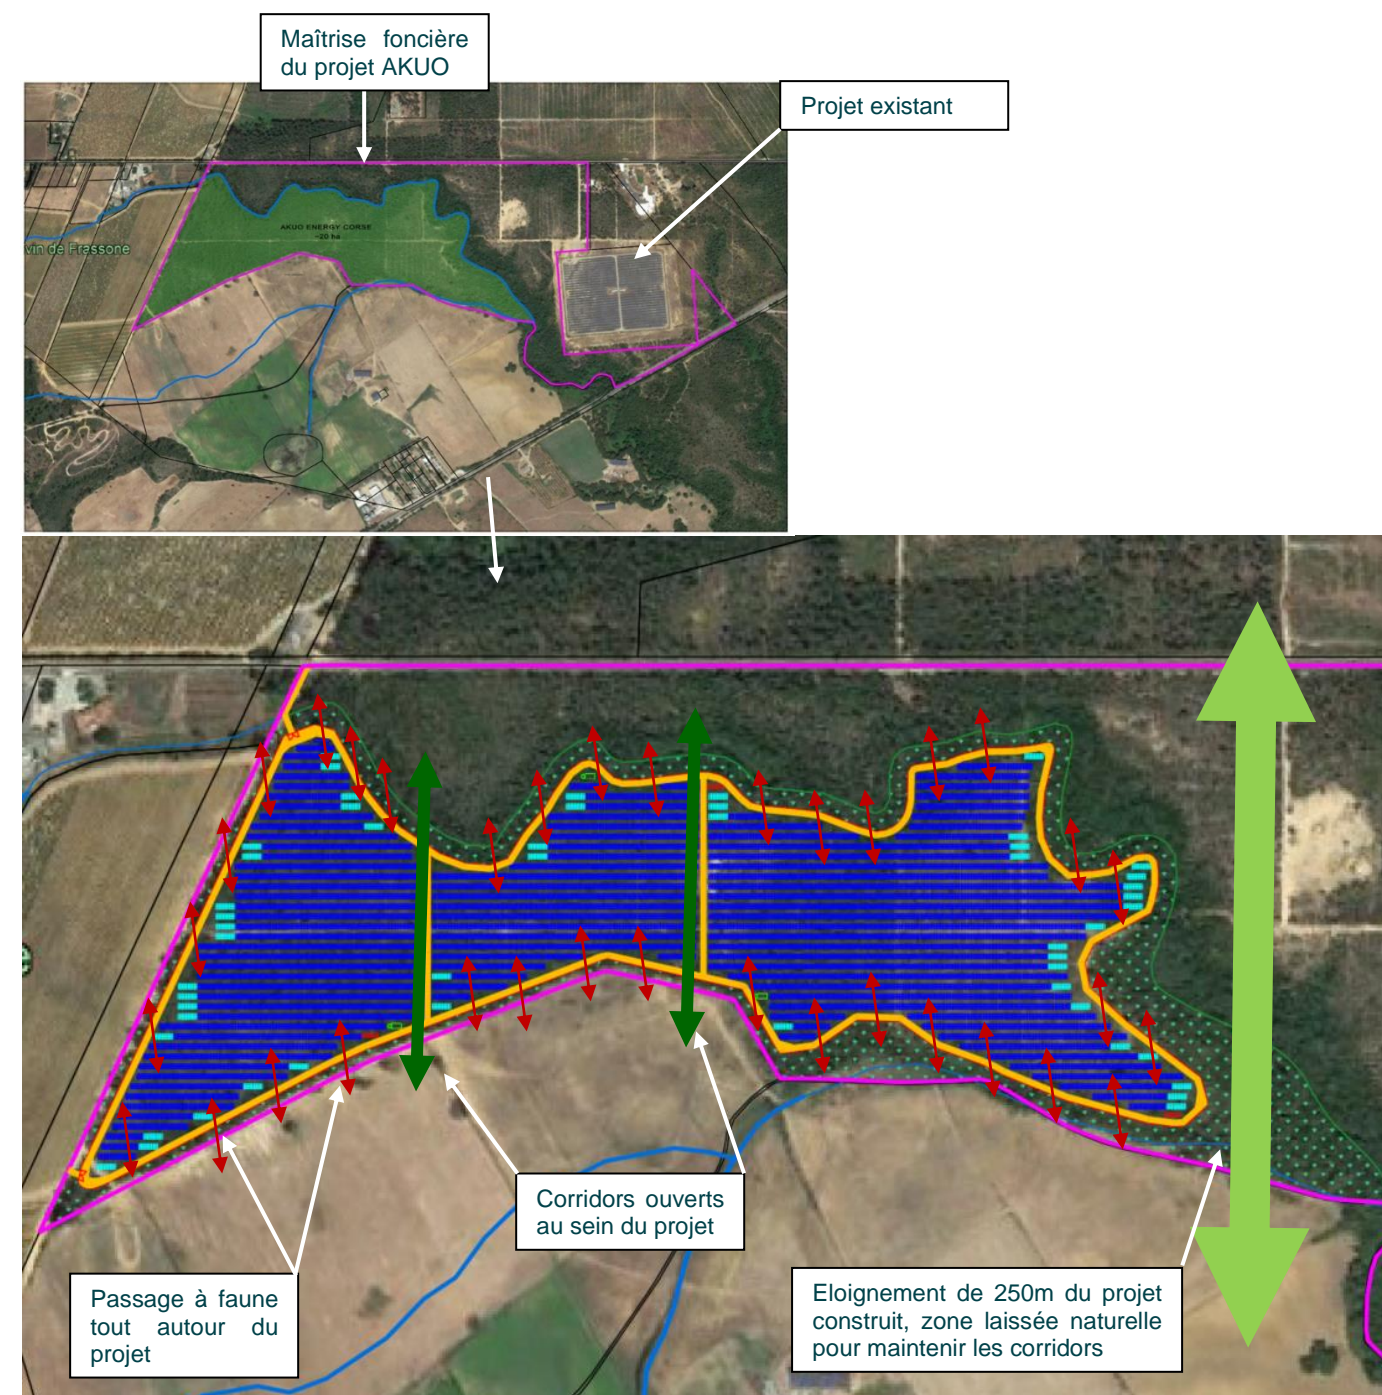 Maîtrise foncière
du projet AKUO
Projet existant
AKUO ENERGY CORSE
~20 ha
vin de Frassone
Corridors ouverts
au sein du projet
Passage à faune
tout autour du
projet
Eloignement de 250m du projet
construit, zone laissée naturelle
pour maintenir les corridors